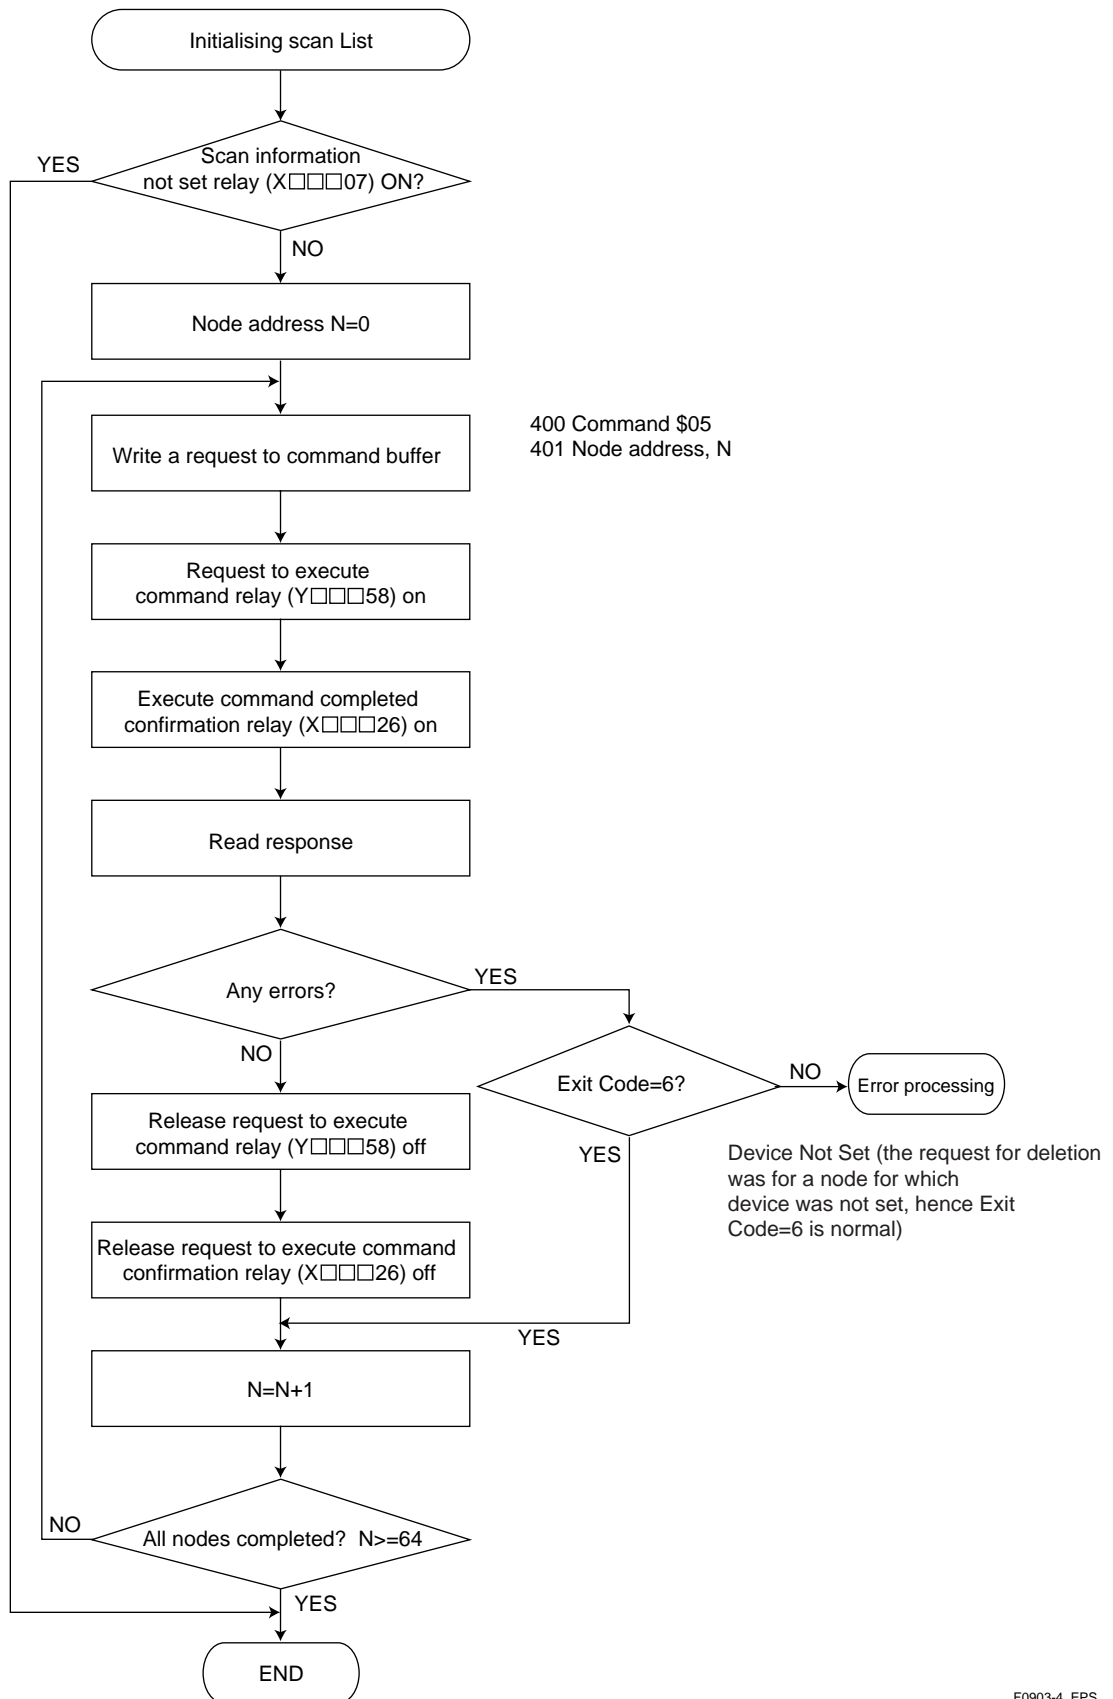 Initialising scan List
YES
Scan information
not set relay (X□□□07) ON?
NO
Node address N=0
400 Command $05
401 Node address, N
Write a request to command buffer
Request to execute
command relay (Y□□□58) on
Execute command completed
confirmation relay (X□□□26) on
Read response
YES
Any errors?
NO
Exit Code=6?
NO
Error processing
Release request to execute
command relay (Y□□□58) off
YES
Device Not Set (the request for deletion
was for a node for which
device was not set, hence Exit
Code=6 is normal)
Release request to execute command
confirmation relay (X□□□26) off
YES
N=N+1
NO
All nodes completed? N>=64
YES
END
F0903-4. EPS